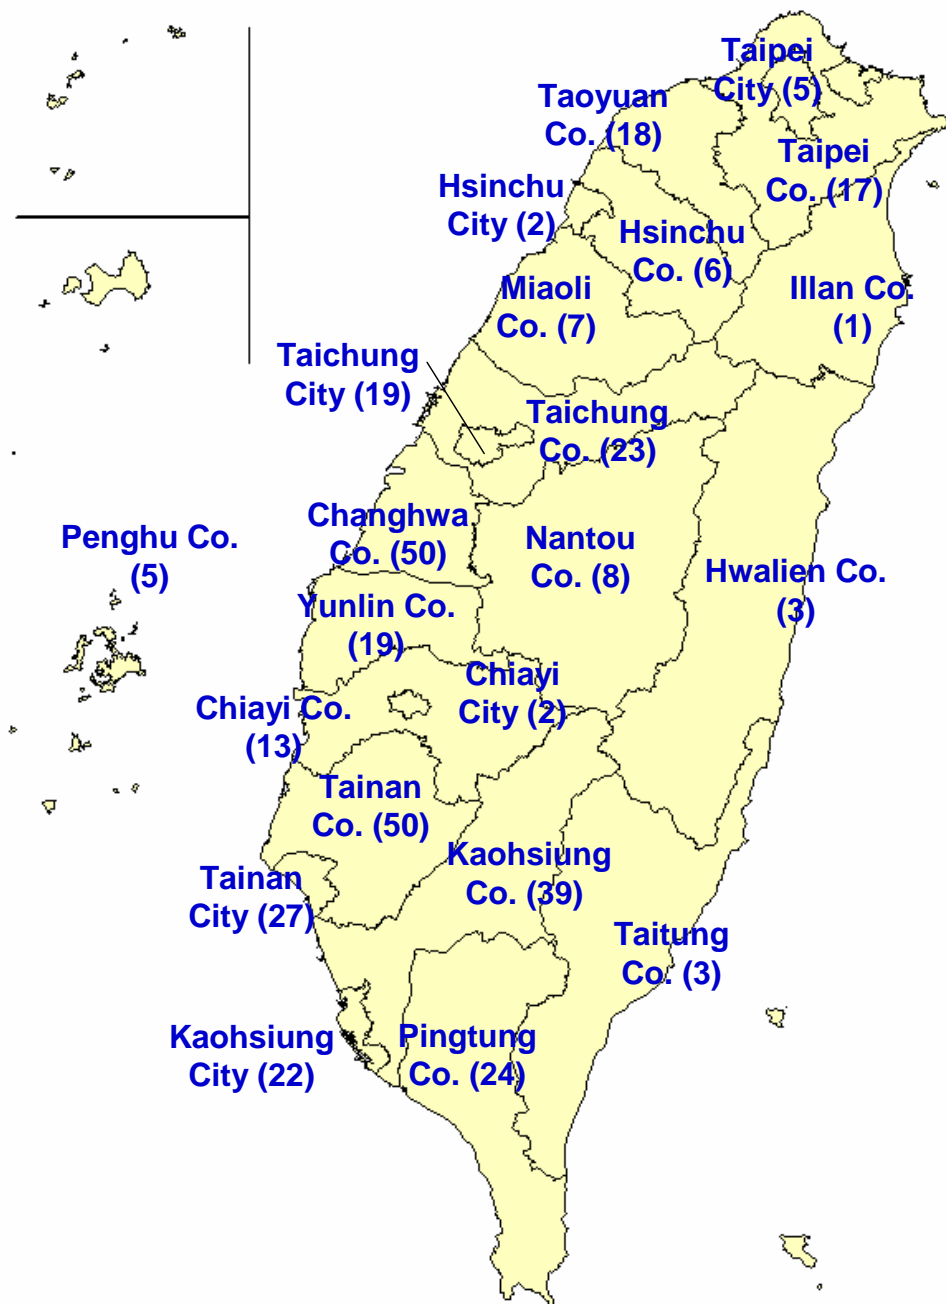 Taipei
City (5)
Taoyuan
Co. (18)
Taipei
Co. (17)
Hsinchu
City (2)
Hsinchu
Co. (6)
Miaoli
Co. (7)
Illan Co.
(1)
Taichung
City (19)
Taichung
Co. (23)
Changhwa
Co. (50)
Nantou
Co. (8)
Penghu Co.
(5)
Hwalien Co.
(3)
Yunlin Co.
(19)
Chiayi
City (2)
Chiayi Co.
(13)
Tainan
Co. (50)
Kaohsiung
Co. (39)
Tainan
City (27)
Taitung
Co. (3)
Kaohsiung
City (22)
Pingtung
Co. (24)